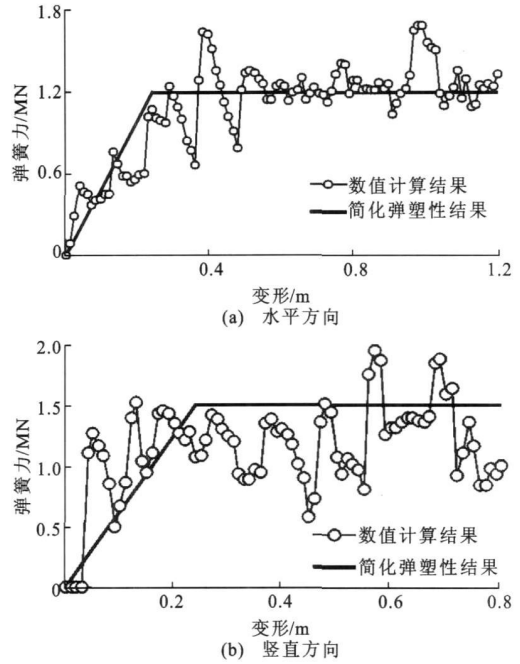 1.8
1.2
0.6
0
弹簧力/MN
数值计算结果
简化弹塑性结果
0.4
0.8
1.2
变形/m
(a) 水平方向
2.0
1.5
1.0
0.5
0
弹簧力/MN
数值计算结果
简化弹塑性结果
0.2
0.4
0.6
0.8
变形/m
(b) 竖直方向